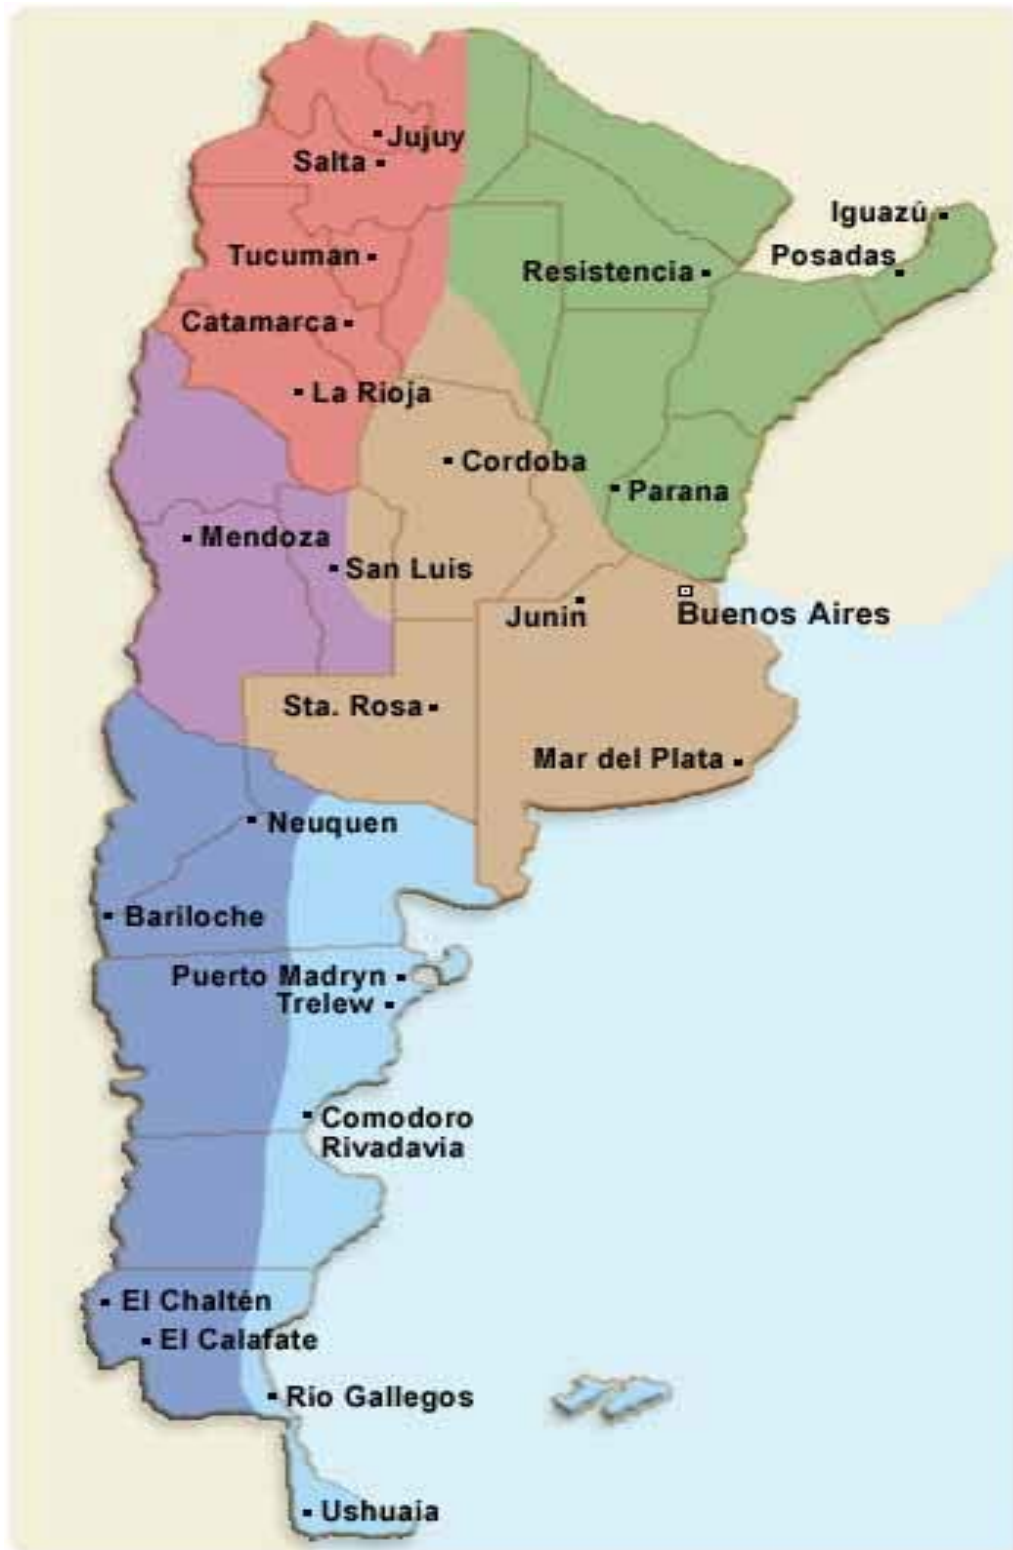 Jujuy
Salta
Iguazú
Posadas
Tucuman
Resistencia
Catamarca
La Rioja
Cordoba
Parana
Mendoza
San Luis
Junin
Buenos Aires
Sta. Rosa
Mar del Plata
Neuquen
Bariloche
Puerto Madryn
Trelew
Comodoro
Rivadavia
El Chaltén
El Calafate
Rio Gallegos
Ushuaia